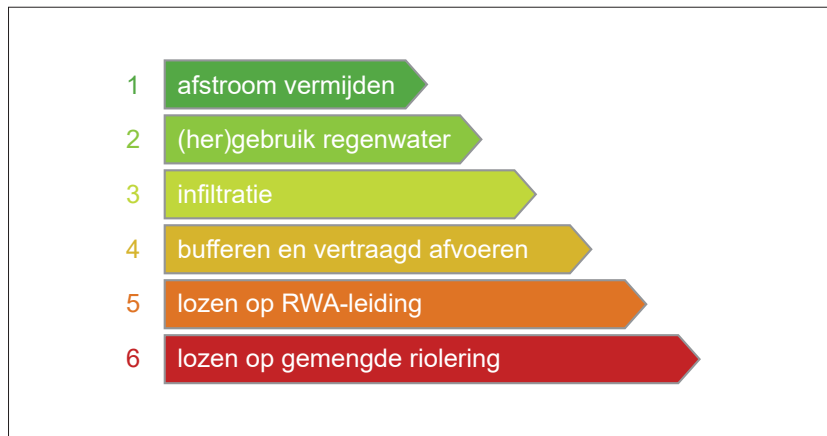 1 afstroom vermijden
2 (her)gebruik regenwater
3 infiltratie
4 bufferen en vertraagd afvoeren
5 lozen op RWA-leiding
6 lozen op gemengde riolering